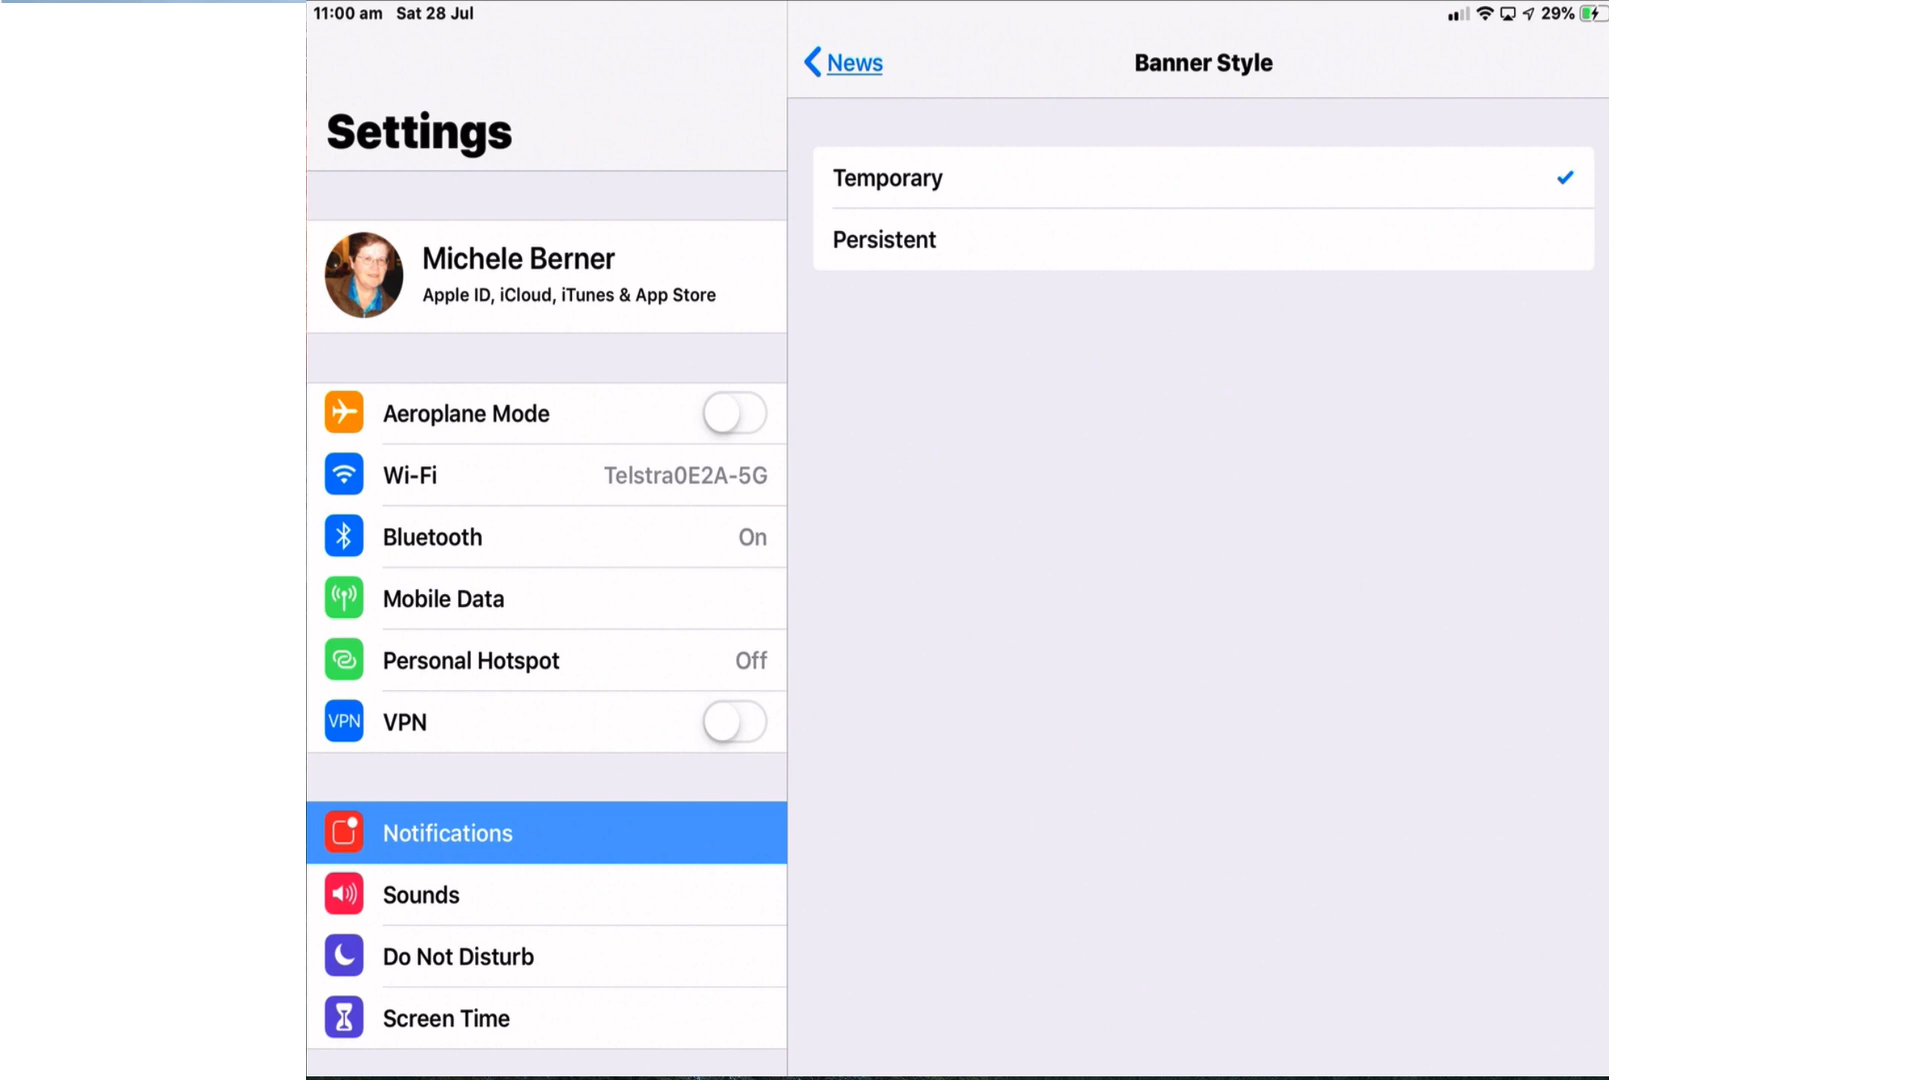 11:00 am Sat 28 Jul
29%
Settings
News
Banner Style
Temporary
Persistent
Michele Berner
Apple ID, iCloud, iTunes & App Store
Aeroplane Mode
Wi-Fi Telstra0E2A-5G
Bluetooth On
Mobile Data
Personal Hotspot Off
VPN VPN
Notifications
Sounds
Do Not Disturb
Screen Time